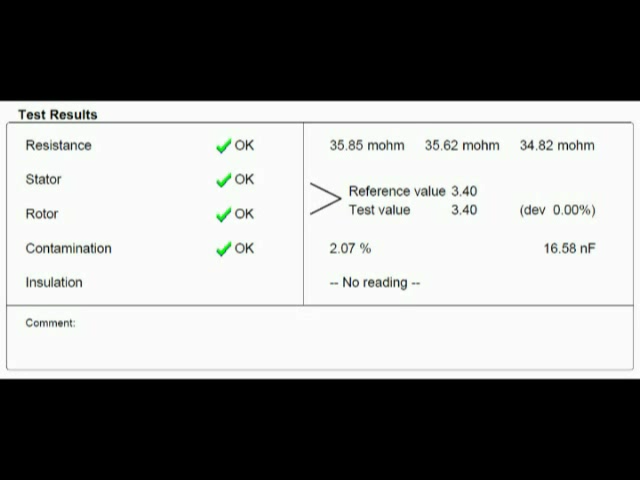 Test Results
Resistance OK 35.85 mohm 35.62 mohm 34.82 mohm
Stator OK
Reference value 3.40
Rotor OK
Test value 3.40 (dev 0.00%)
Contamination OK 2.07 % 16.58 nF
Insulation -- No reading --
Comment: